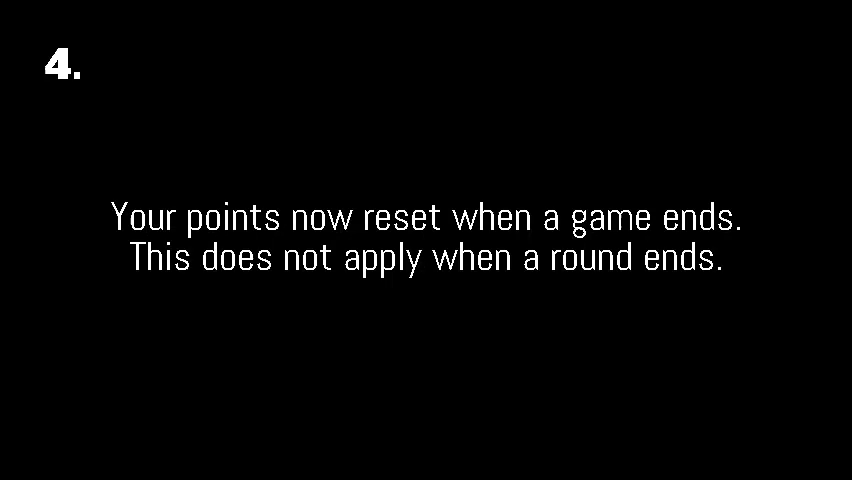 4.
Your points now reset when a game ends.
This does not apply when a round ends.